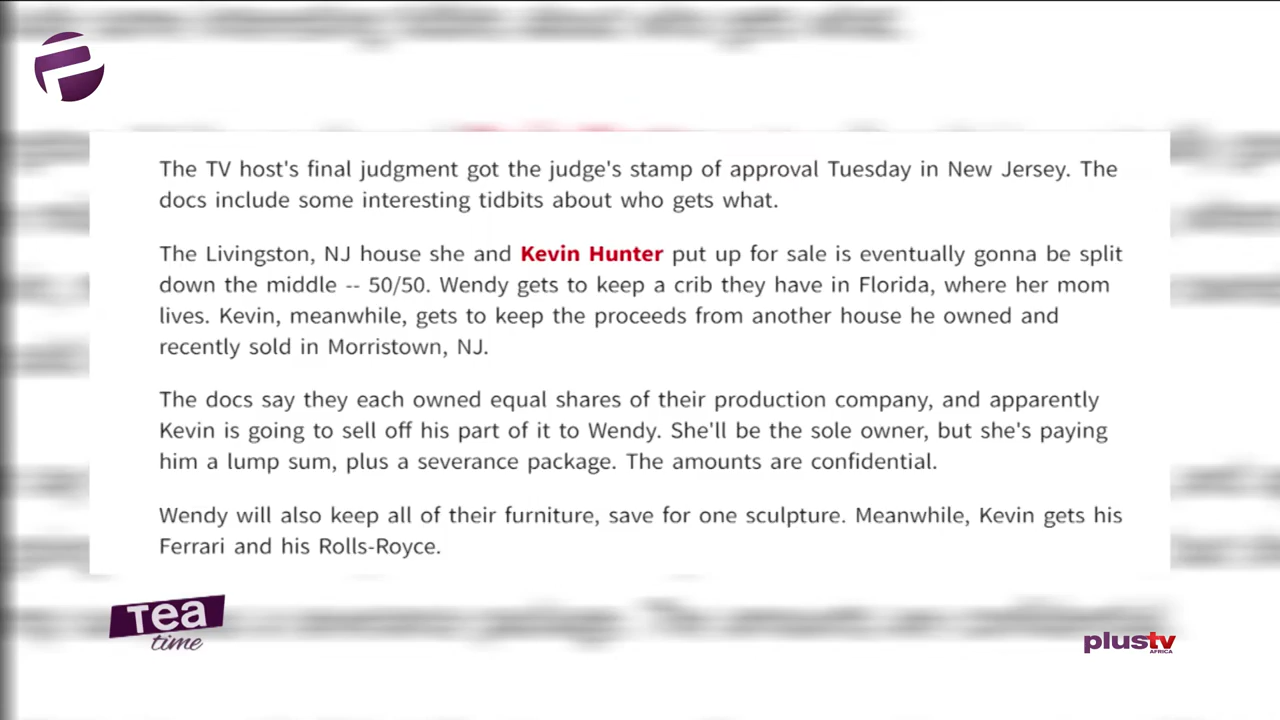 The TV host's final judgment got the judge's stamp of approval Tuesday in New Jersey. The
docs include some interesting tidbits about who gets what.
The Livingston, NJ house she and Kevin Hunter put up for sale is eventually gonna be split
down the middle -- 50/50. Wendy gets to keep a crib they have in Florida, where her mom
lives. Kevin, meanwhile, gets to keep the proceeds from another house he owned and
recently sold in Morristown, NJ.
The docs say they each owned equal shares of their production company, and apparently
Kevin is going to sell off his part of it to Wendy. She'll be the sole owner, but she's paying
him a lump sum, plus a severance package. The amounts are confidential.
Wendy will also keep all of their furniture, save for one sculpture. Meanwhile, Kevin gets his
Ferrari and his Rolls-Royce.
Tea
time
plustv
AFRICA